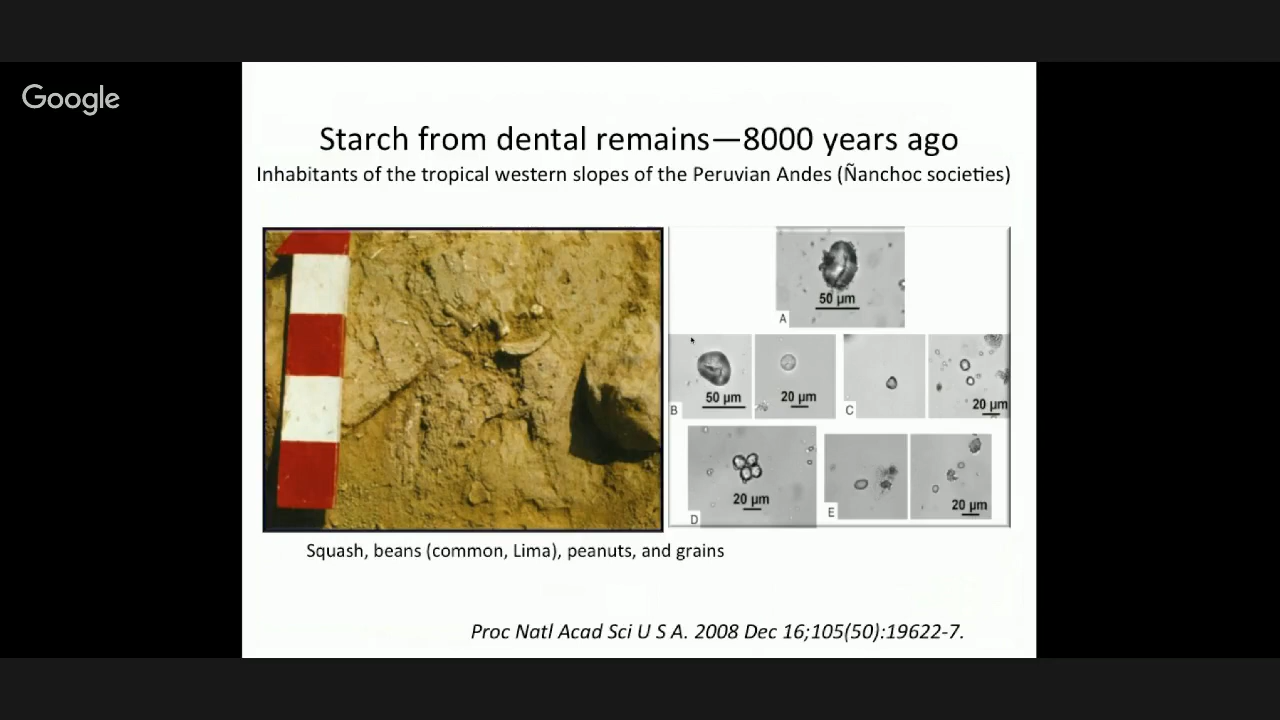 Google
Starch from dental remains—8000 years ago
Inhabitants of the tropical western slopes of the Peruvian Andes (Ñanchoc societies)
50 µm
A
50 µm
B
20 µm
C
20 µm
20 µm
D
E
20 µm
Squash, beans (common, Lima), peanuts, and grains
Proc Natl Acad Sci U S A. 2008 Dec 16;105(50):19622-7.